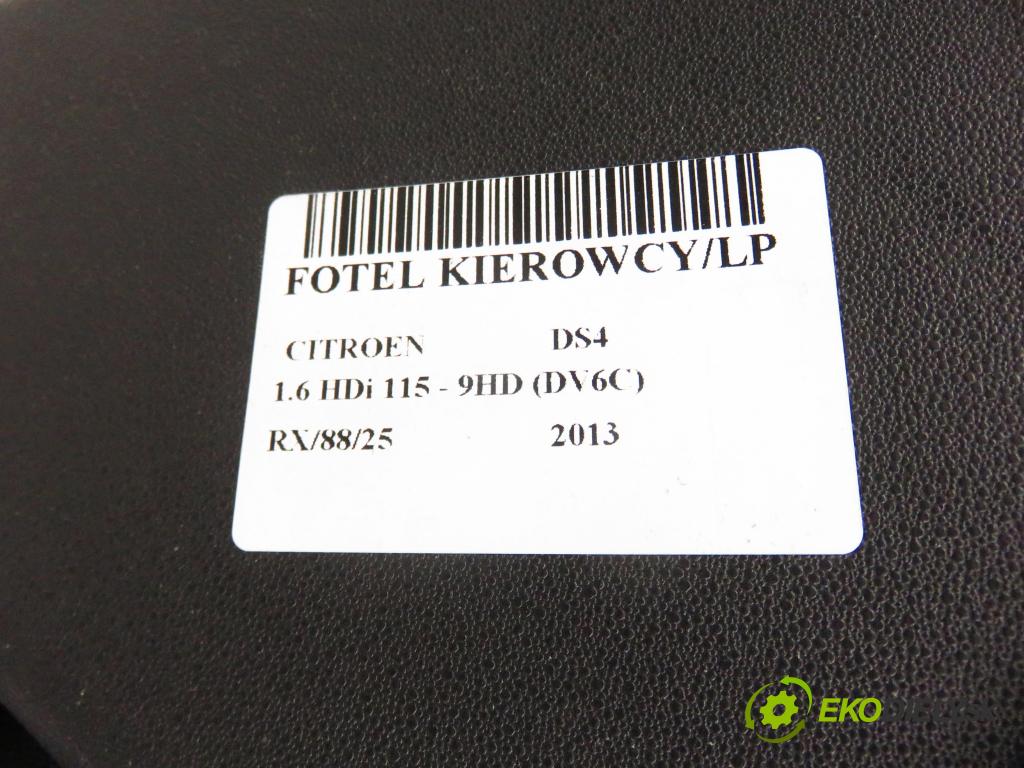 FOTEL KIEROWCY/LP
CITROEN DS4
1.6 HDi 115 - 9HD (DV6C)
RX/88/25 2013
EKO